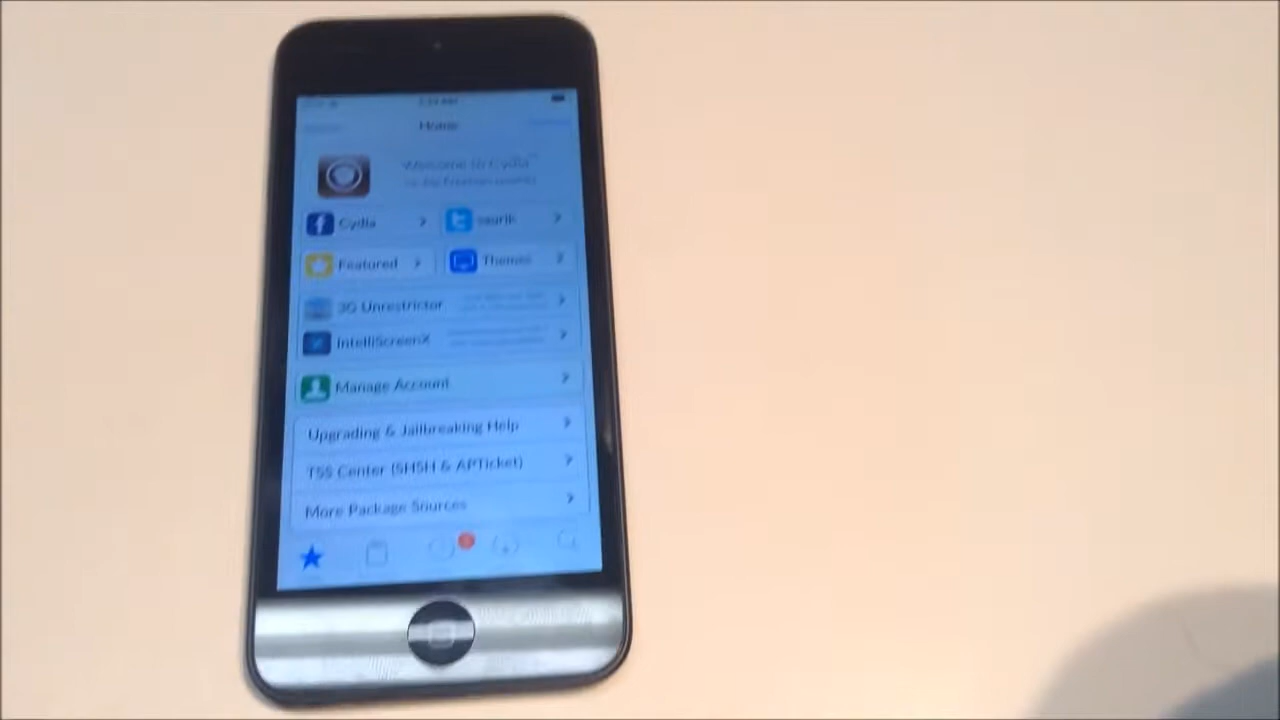 Home
Welcome to Cydia™
Cydia
saurik
Featured
Themes
3G Unrestrictor
IntelliScreenX
Manage Account
Upgrading & Jailbreaking Help
TSS Center (SHSH & APTicket)
More Package Sources